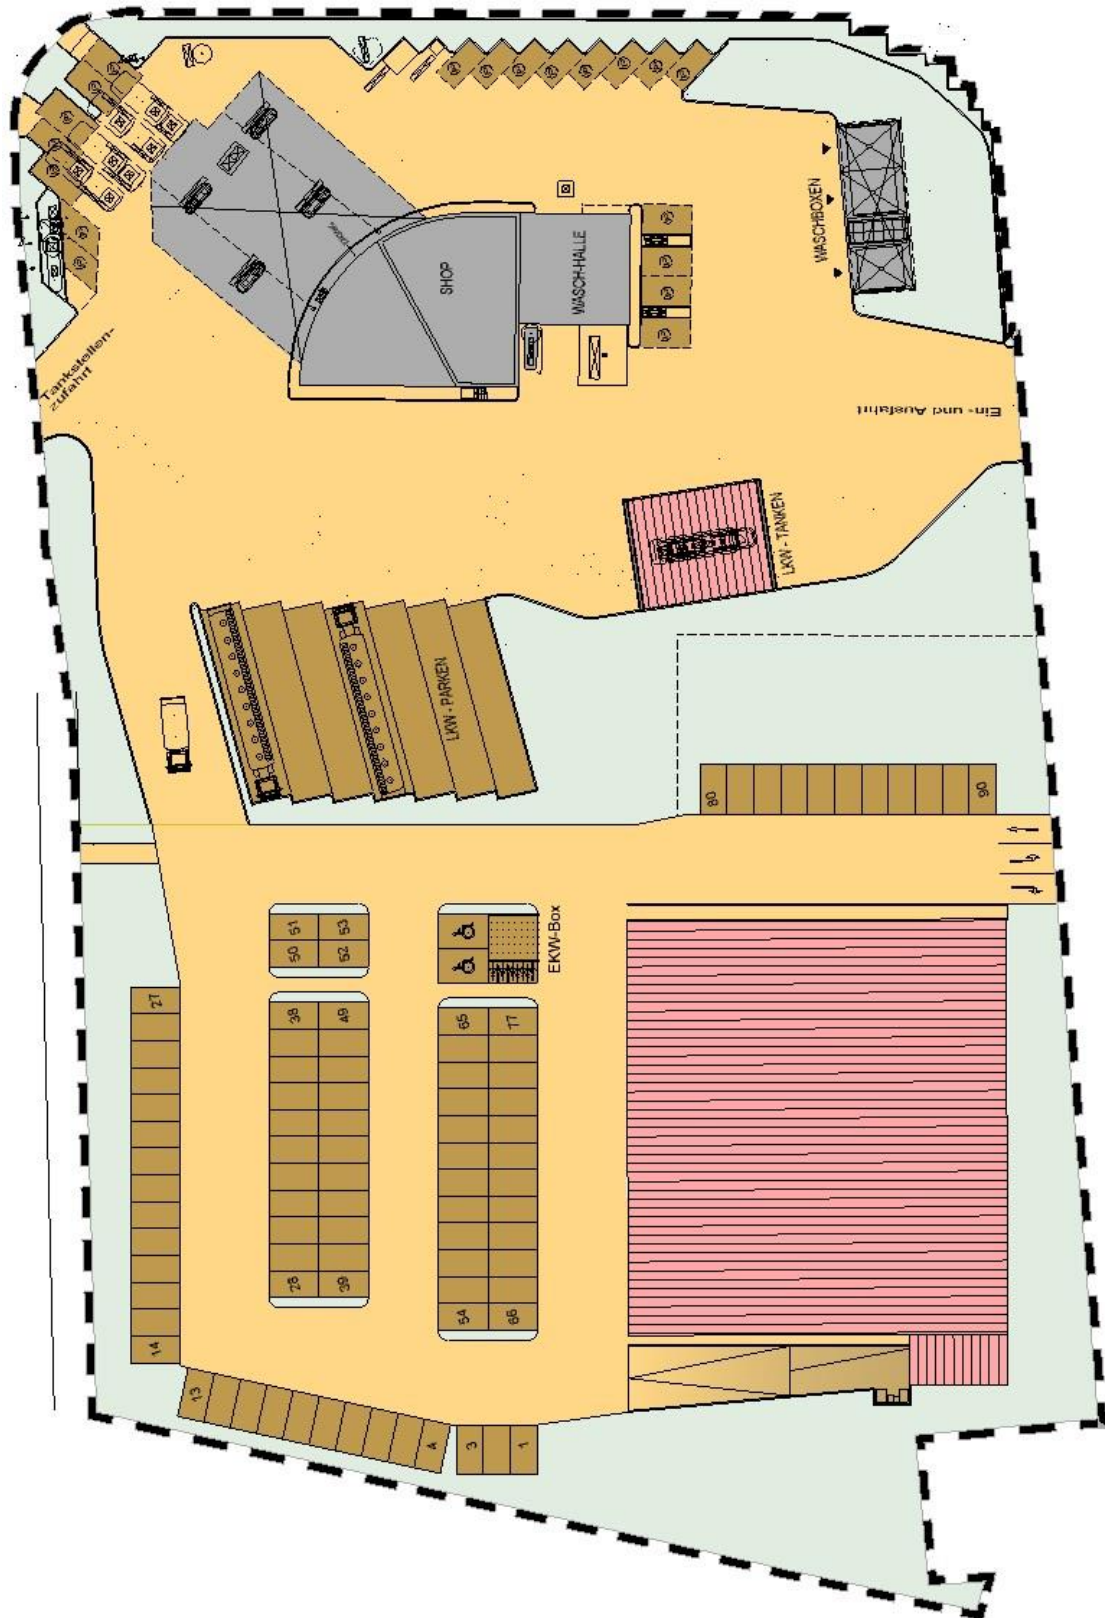 Tankstellen-
zufahrt
SHOP
WASCH-HALLE
WASCHBOXEN
Ein- und Ausfahrt
LKW - TANKEN
LKW - PARKEN
80
90
51
53
50
52
EKW-Box
27
38
49
65
77
28
39
54
66
14
13
4
3
1